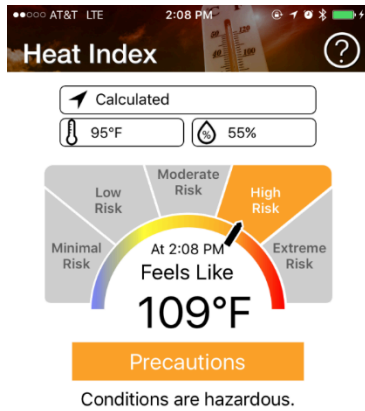 AT&T LTE 2:08 PM
Heat Index ?
Calculated
95°F % 55%
Minimal
Risk
Low
Risk
Moderate
Risk
High
Risk
Extreme
Risk
At 2:08 PM
Feels Like
109°F
Precautions
Conditions are hazardous.